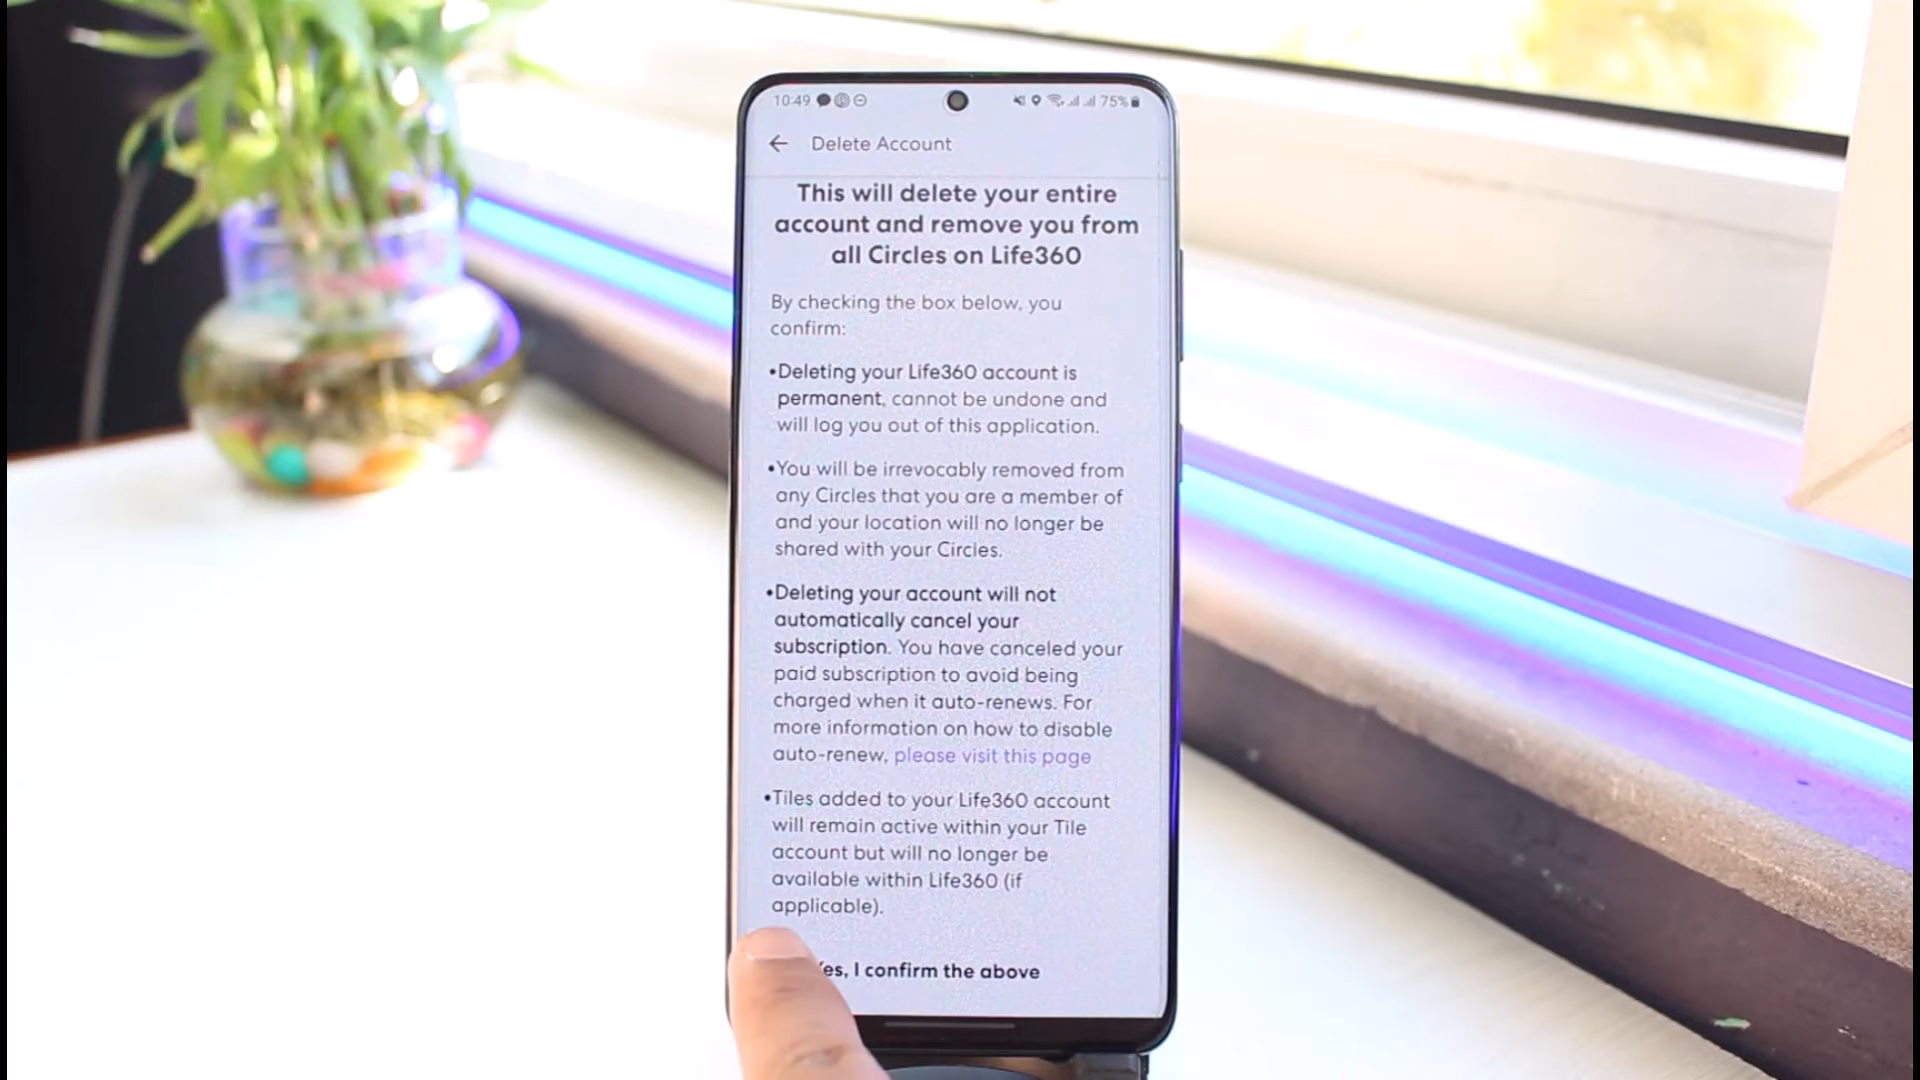 10:49
75%
Delete Account
This will delete your entire
account and remove you from
all Circles on Life360
By checking the box below, you
confirm:
•Deleting your Life360 account is
permanent, cannot be undone and
will log you out of this application.
•You will be irrevocably removed from
any Circles that you are a member of
and your location will no longer be
shared with your Circles.
•Deleting your account will not
automatically cancel your
subscription. You have canceled your
paid subscription to avoid being
charged when it auto-renews. For
more information on how to disable
auto-renew, please visit this page
•Tiles added to your Life360 account
will remain active within your Tile
account but will no longer be
available within Life360 (if
applicable).
Yes, I confirm the above